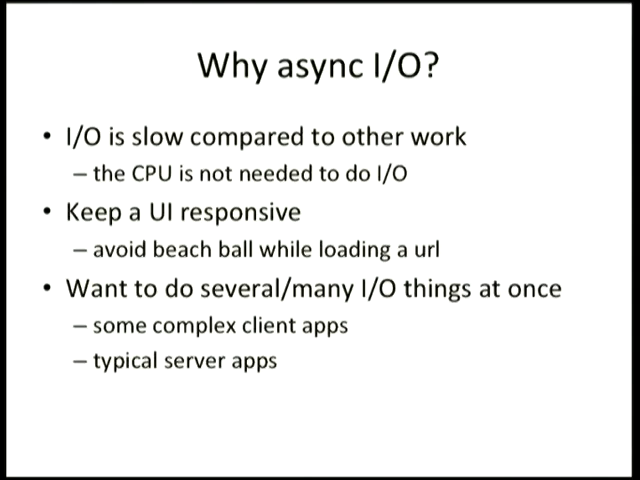 Why async I/O?
• I/O is slow compared to other work
– the CPU is not needed to do I/O
• Keep a UI responsive
– avoid beach ball while loading a url
• Want to do several/many I/O things at once
– some complex client apps
– typical server apps